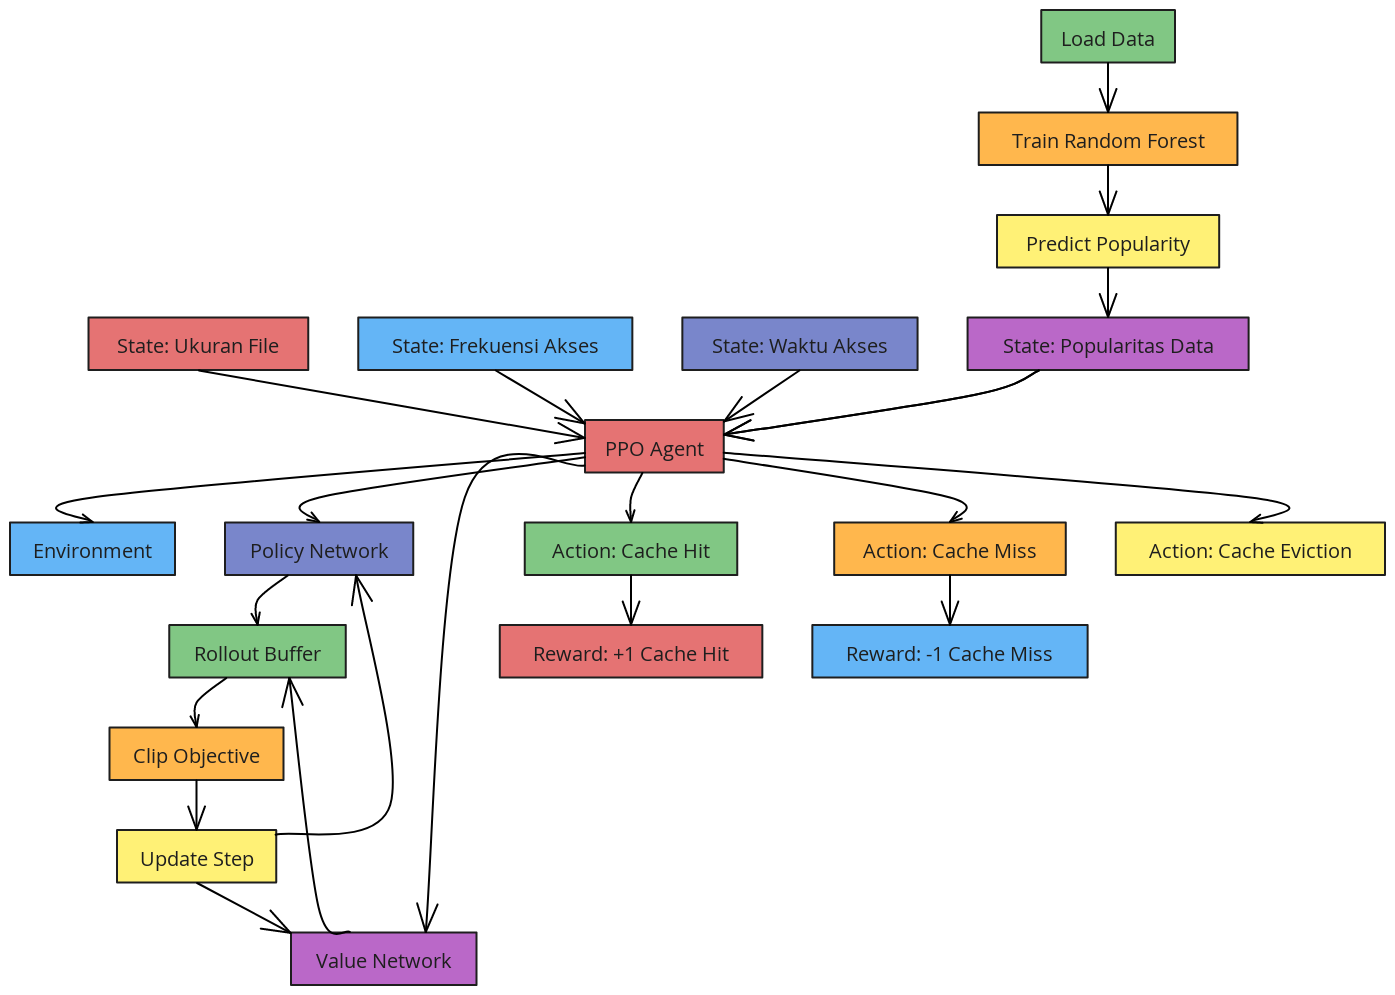 Load Data
Train Random Forest
Predict Popularity
State: Ukuran File
State: Frekuensi Akses
State: Waktu Akses
State: Popularitas Data
PPO Agent
Environment
Policy Network
Action: Cache Hit
Action: Cache Miss
Action: Cache Eviction
Rollout Buffer
Reward: +1 Cache Hit
Reward: -1 Cache Miss
Clip Objective
Update Step
Value Network